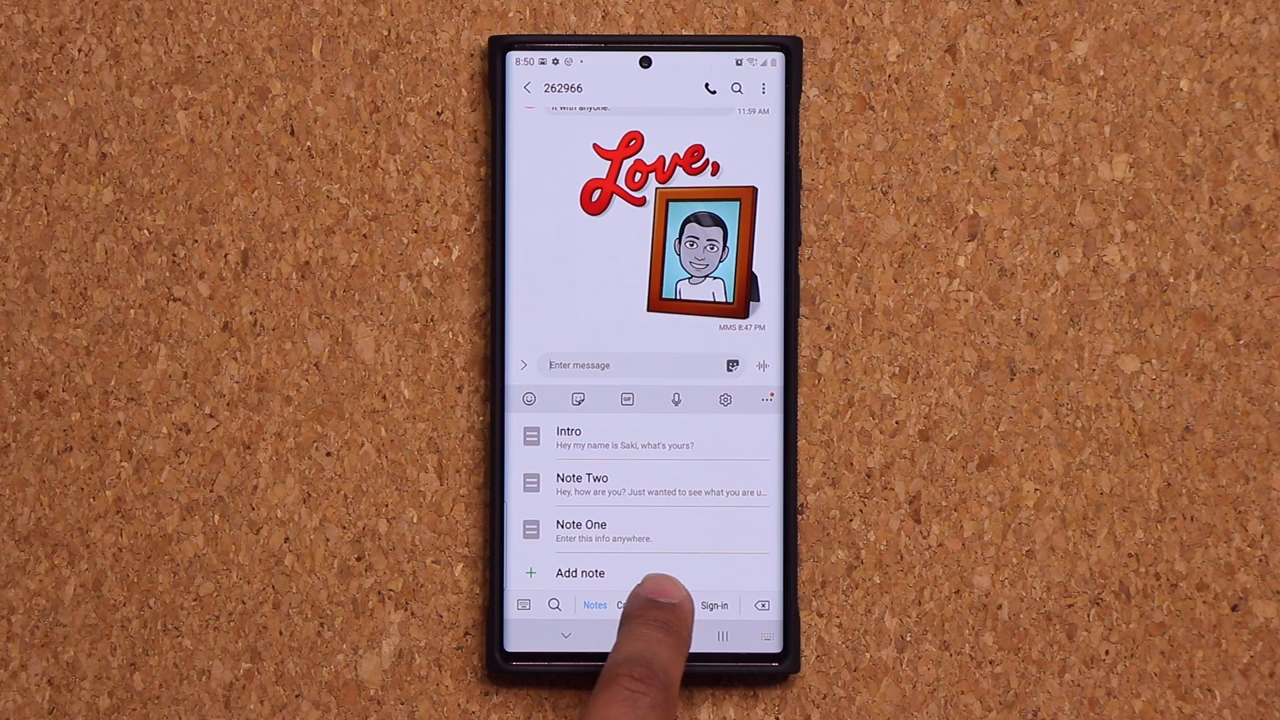 8:50
262966
it with anyone.
11:59 AM
Love,
MMS 8:47 PM
Enter message
GIF
Intro
Hey my name is Saki, what's yours?
Note Two
Hey, how are you? Just wanted to see what you are u...
Note One
Enter this info anywhere.
Add note
Notes Sign-in